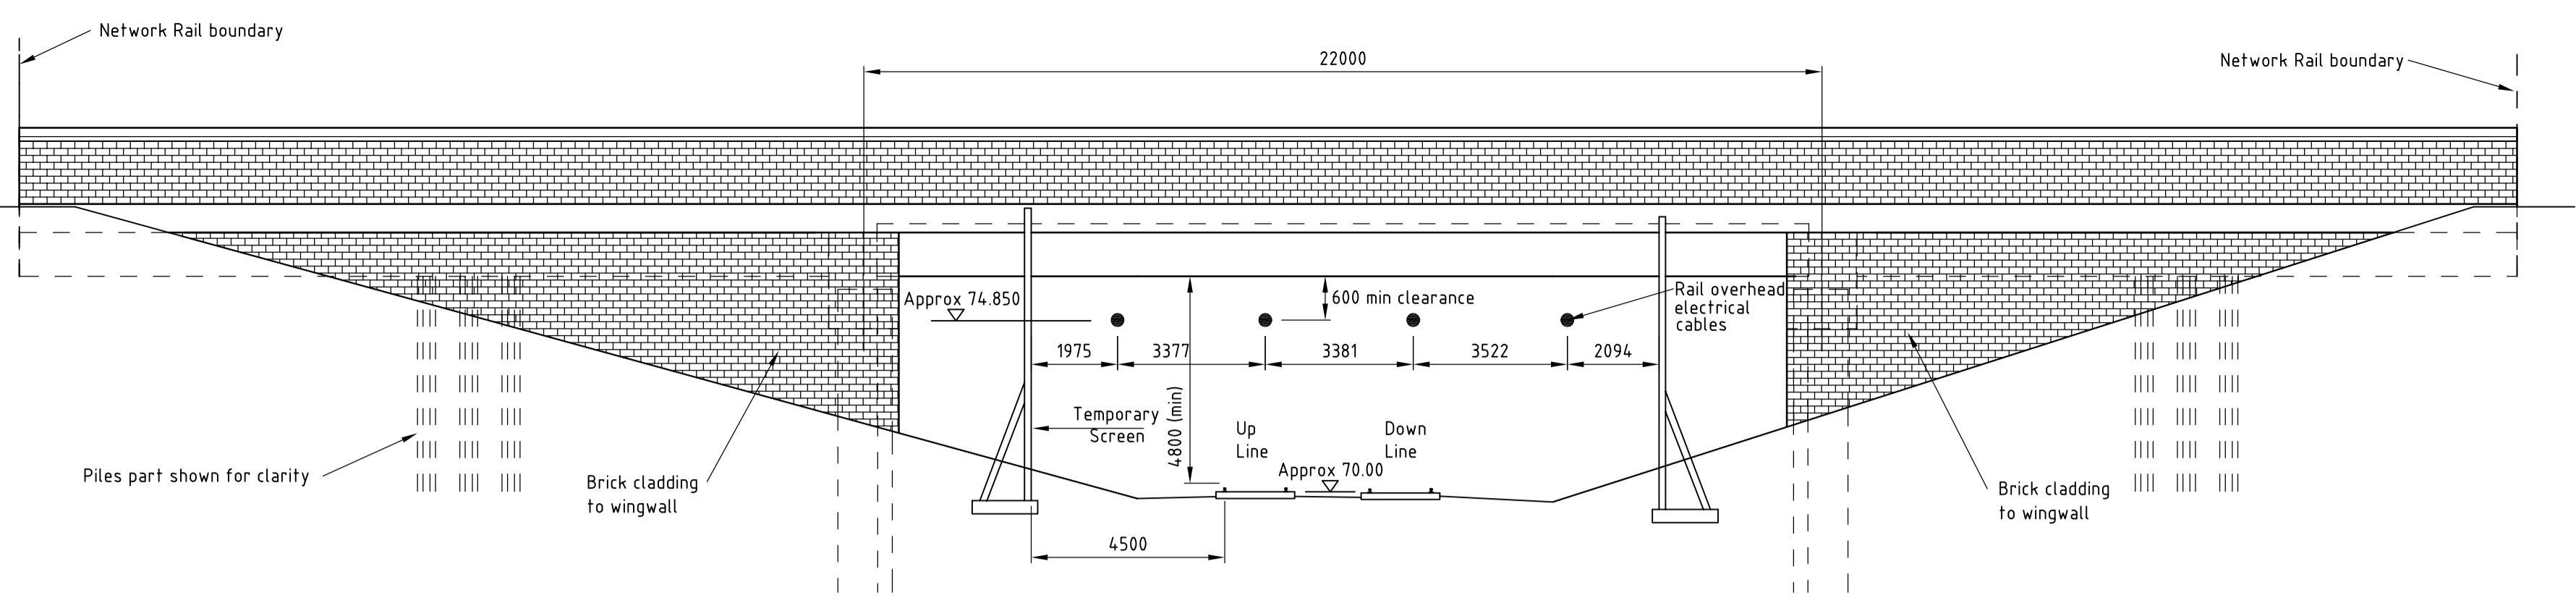 Network Rail boundary
22000
Network Rail boundary
Approx 74.850
600 min clearance
Rail overhead
electrical
cables
1975
3377
3381
3522
2094
4800 (min)
Temporary
Screen
Up
Line
Down
Line
Approx 70.00
Piles part shown for clarity
Brick cladding
to wingwall
Brick cladding
to wingwall
4500